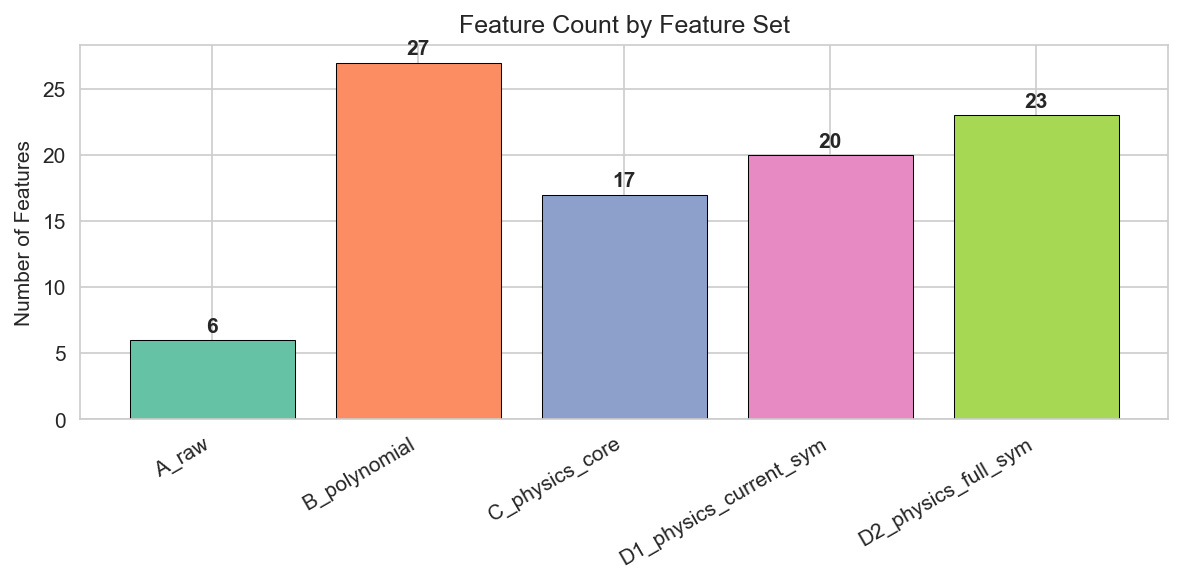 Feature Count by Feature Set
Number of Features
25
20
15
10
5
0
6
27
17
20
23
A_raw
B_polynomial
C_physics_core
D1_physics_current_sym
D2_physics_full_sym